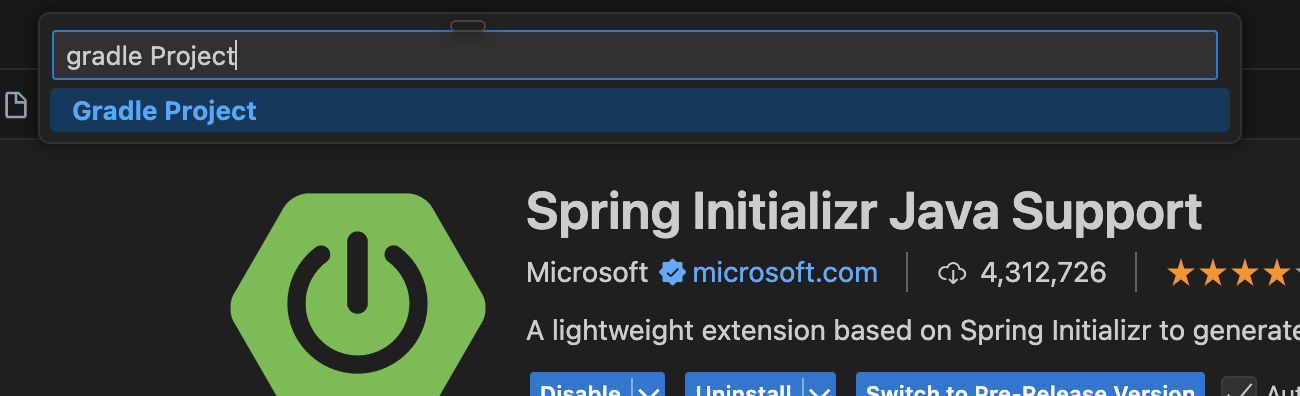 gradle Project
Gradle Project
Spring Initializr Java Support
Microsoft microsoft.com 4,312,726
A lightweight extension based on Spring Initializr to generate
Disable Uninstall Switch to Pre-Release Version Aut